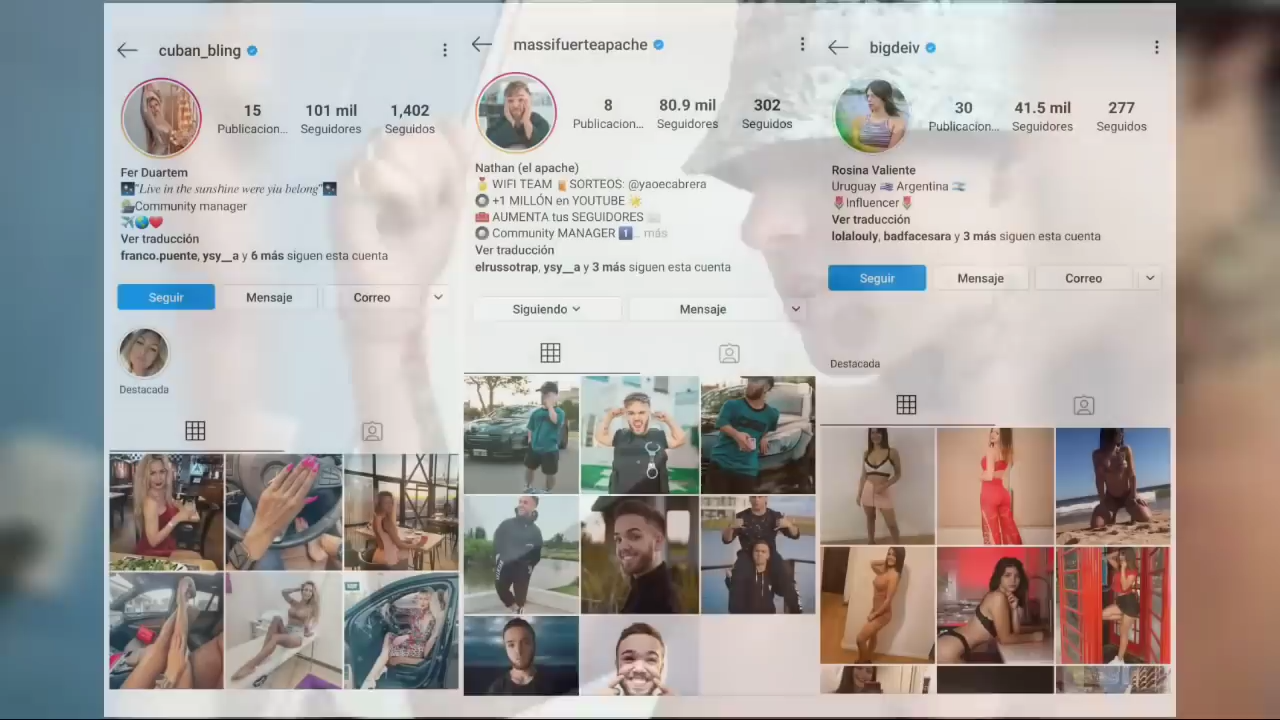 cuban_bling
15 101 mil 1,402
Publicacion... Seguidores Seguidos
Fer Duartem
"Live in the sunshine were yiu belong"
Community manager
Ver traducción
franco.puente, ysy__a y 6 más siguen esta cuenta
Seguir Mensaje Correo
Destacada
massifuerteapache
8 80.9 mil 302
Publicacion... Seguidores Seguidos
Nathan (el apache)
🥇 WIFI TEAM SORTEOS: @yaoecabrera
+1 MILLÓN en YOUTUBE 🌟
🧰 AUMENTA tus SEGUIDORES
Community MANAGER 1️⃣... más
Ver traducción
elrussotrap, ysy__a y 3 más siguen esta cuenta
Siguiendo Mensaje
bigdeiv
30 41.5 mil 277
Publicacion... Seguidores Seguidos
Rosina Valiente
Uruguay 🇺🇾 Argentina 🇦🇷
🌷Influencer🌷
Ver traducción
lolalouly, badfacesara y 3 más siguen esta cuenta
Seguir Mensaje Correo
Destacada